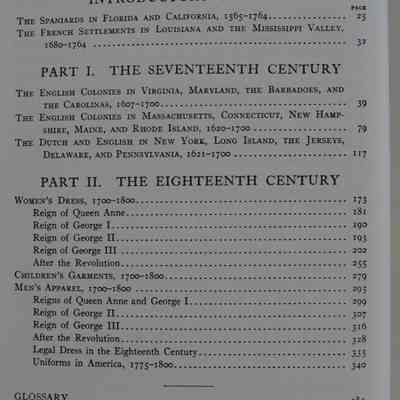 PAGE
THE SPANIARDS IN FLORIDA AND CALIFORNIA, 1565-1764 25
THE FRENCH SETTLEMENTS IN LOUISIANA AND THE MISSISSIPPI VALLEY,
1680-1764 32
PART I. THE SEVENTEENTH CENTURY
THE ENGLISH COLONIES IN VIRGINIA, MARYLAND, THE BARBADOES, AND
THE CAROLINAS, 1607-1700 39
THE ENGLISH COLONIES IN MASSACHUSETTS, CONNECTICUT, NEW HAMP-
SHIRE, MAINE, AND RHODE ISLAND, 1620-1700 79
THE DUTCH AND ENGLISH IN NEW YORK, LONG ISLAND, THE JERSEYS,
DELAWARE, AND PENNSYLVANIA, 1621-1700 117
PART II. THE EIGHTEENTH CENTURY
WOMEN'S DRESS, 1700-1800 173
Reign of Queen Anne 181
Reign of George I 190
Reign of George II 193
Reign of George III 202
After the Revolution 255
CHILDREN'S GARMENTS, 1700-1800 279
MEN'S APPAREL, 1700-1800 295
Reigns of Queen Anne and George I 299
Reign of George II 307
Reign of George III 316
After the Revolution 328
Legal Dress in the Eighteenth Century 335
Uniforms in America, 1775-1800 340
GLOSSARY